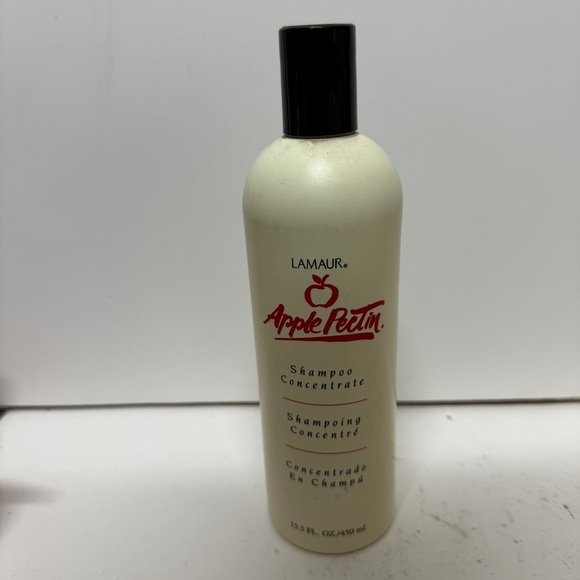 LAMAUR®
Apple Pectin®
Shampoo
Concentrate
Shampoing
Concentré
Concentrado
En Champú
15.5 FL. OZ./450 ml